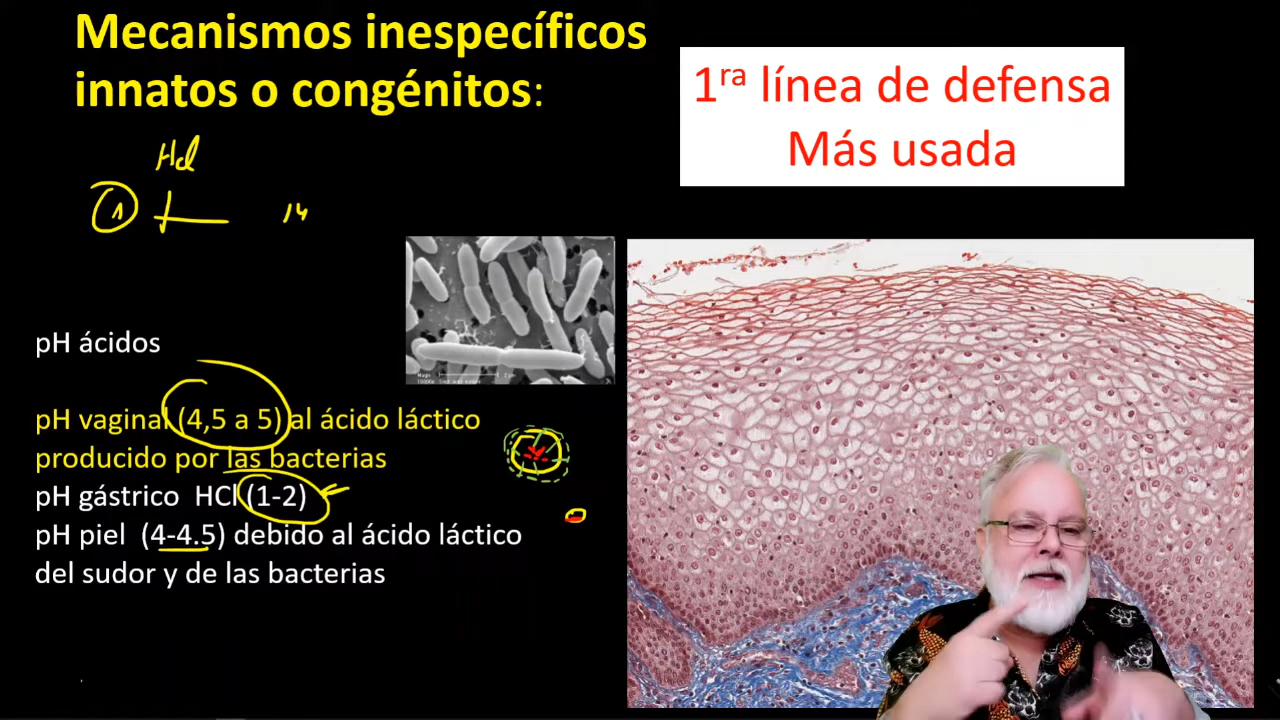 Mecanismos inespecíficos
innatos o congénitos:
1ra línea de defensa
Más usada
Hcl
1
14
pH ácidos
pH vaginal (4,5 a 5) al ácido láctico
producido por las bacterias
pH gástrico HCl (1-2)
pH piel (4-4.5) debido al ácido láctico
del sudor y de las bacterias